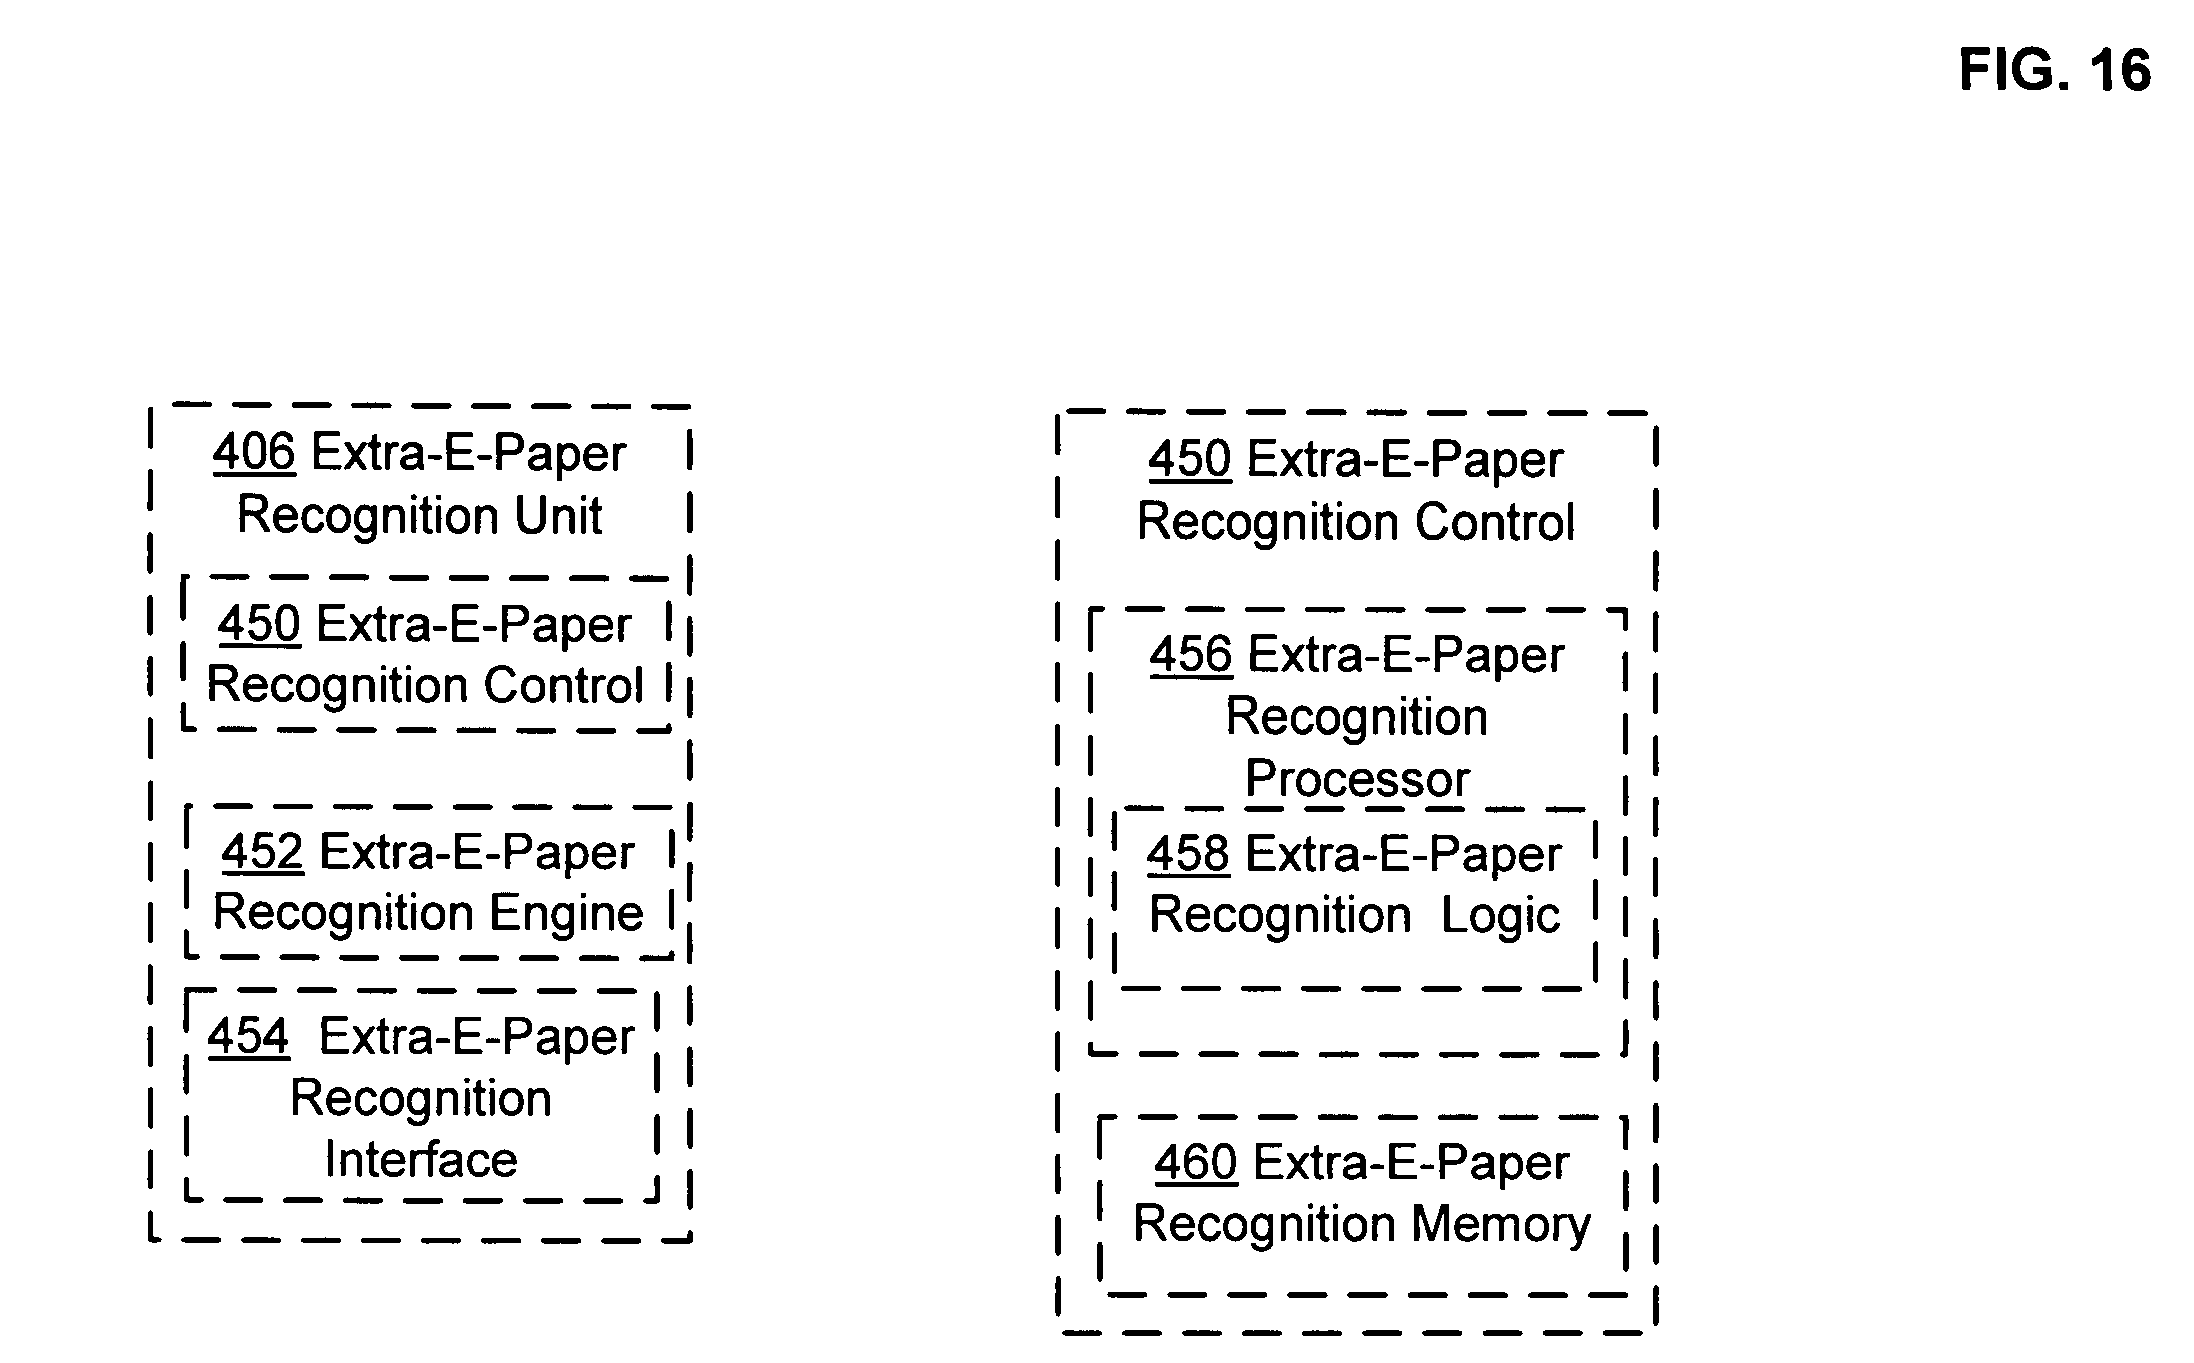 FIG. 16
406 Extra-E-Paper
Recognition Unit
450 Extra-E-Paper
Recognition Control
452 Extra-E-Paper
Recognition Engine
454 Extra-E-Paper
Recognition
Interface
450 Extra-E-Paper
Recognition Control
456 Extra-E-Paper
Recognition
Processor
458 Extra-E-Paper
Recognition Logic
460 Extra-E-Paper
Recognition Memory